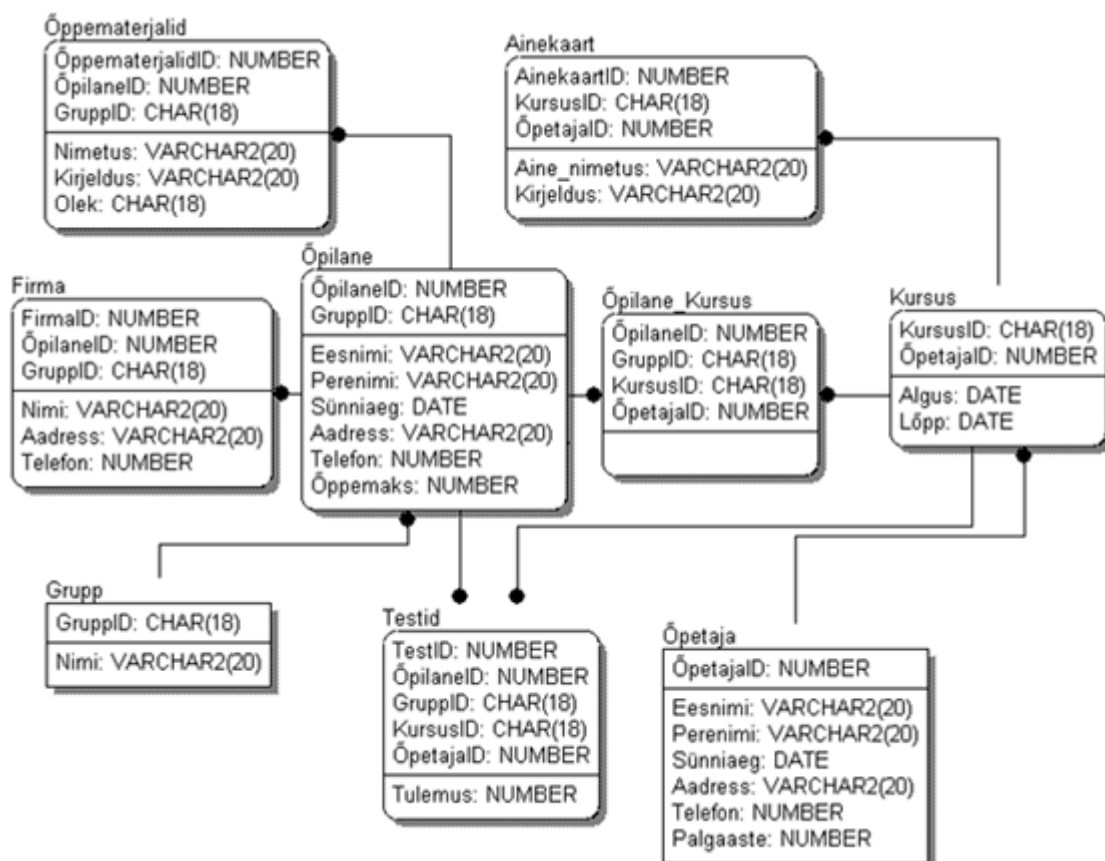 Õppematerjalid
ÕppematerjalidID: NUMBER
ÕpilaneID: NUMBER
GruppID: CHAR(18)
Nimetus: VARCHAR2(20)
Kirjeldus: VARCHAR2(20)
Olek: CHAR(18)
Ainekaart
AinekaartID: NUMBER
KursusID: CHAR(18)
ÕpetajaID: NUMBER
Aine_nimetus: VARCHAR2(20)
Kirjeldus: VARCHAR2(20)
Firma
FirmaID: NUMBER
ÕpilaneID: NUMBER
GruppID: CHAR(18)
Nimi: VARCHAR2(20)
Aadress: VARCHAR2(20)
Telefon: NUMBER
Õpilane
ÕpilaneID: NUMBER
GruppID: CHAR(18)
Eesnimi: VARCHAR2(20)
Perenimi: VARCHAR2(20)
Sünniaeg: DATE
Aadress: VARCHAR2(20)
Telefon: NUMBER
Õppemaks: NUMBER
Õpilane_Kursus
ÕpilaneID: NUMBER
GruppID: CHAR(18)
KursusID: CHAR(18)
ÕpetajaID: NUMBER
Kursus
KursusID: CHAR(18)
ÕpetajaID: NUMBER
Algus: DATE
Lõpp: DATE
Grupp
GruppID: CHAR(18)
Nimi: VARCHAR2(20)
Testid
TestID: NUMBER
ÕpilaneID: NUMBER
GruppID: CHAR(18)
KursusID: CHAR(18)
ÕpetajaID: NUMBER
Tulemus: NUMBER
Õpetaja
ÕpetajaID: NUMBER
Eesnimi: VARCHAR2(20)
Perenimi: VARCHAR2(20)
Sünniaeg: DATE
Aadress: VARCHAR2(20)
Telefon: NUMBER
Palgaaste: NUMBER